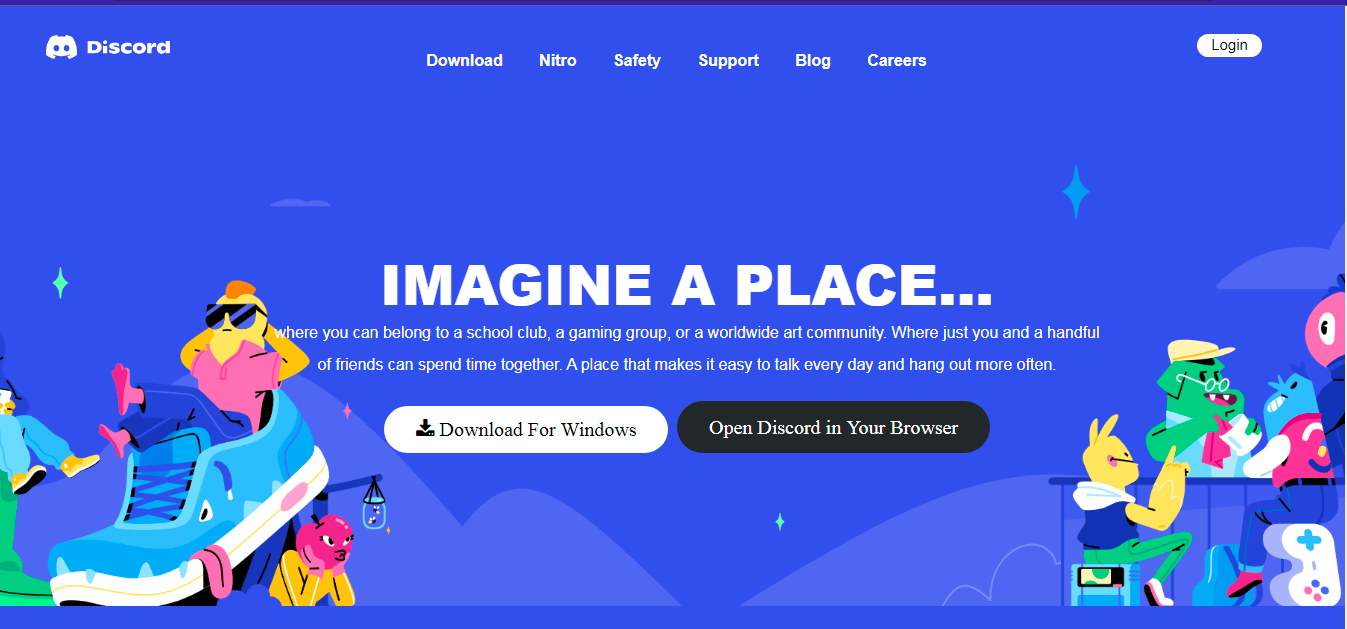 Discord
Download Nitro Safety Support Blog Careers
Login
IMAGINE A PLACE...
where you can belong to a school club, a gaming group, or a worldwide art community. Where just you and a handful
of friends can spend time together. A place that makes it easy to talk every day and hang out more often.
Download For Windows
Open Discord in Your Browser